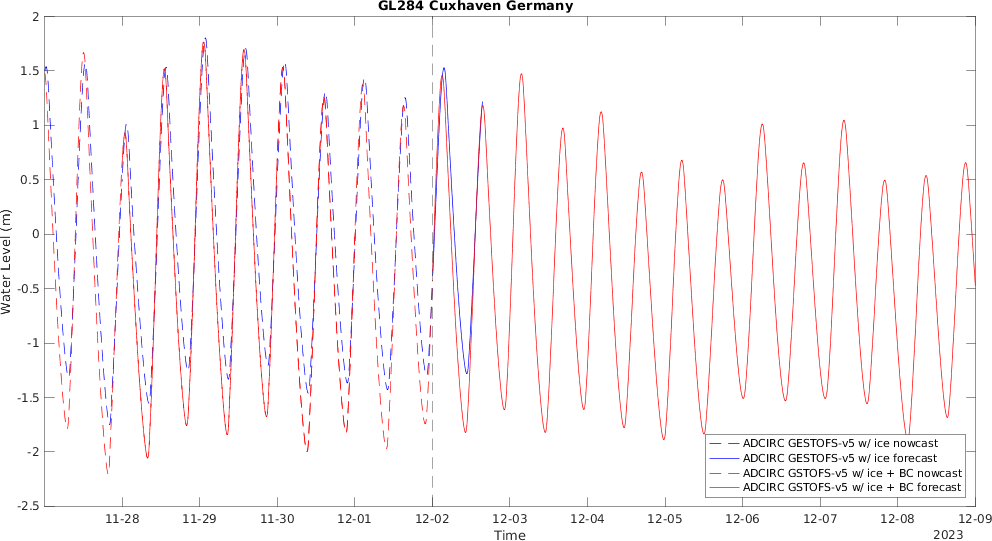 GL284 Cuxhaven Germany
2
1.5
1
0.5
0
-0.5
-1
-1.5
-2
-2.5
Water Level (m)
ADCIRC GESTOFS-v5 w/ ice nowcast
ADCIRC GESTOFS-v5 w/ ice forecast
ADCIRC GSTOFS-v5 w/ ice + BC nowcast
ADCIRC GSTOFS-v5 w/ ice + BC forecast
11-28 11-29 11-30 12-01 12-02 12-03 12-04 12-05 12-06 12-07 12-08 12-09
Time
2023